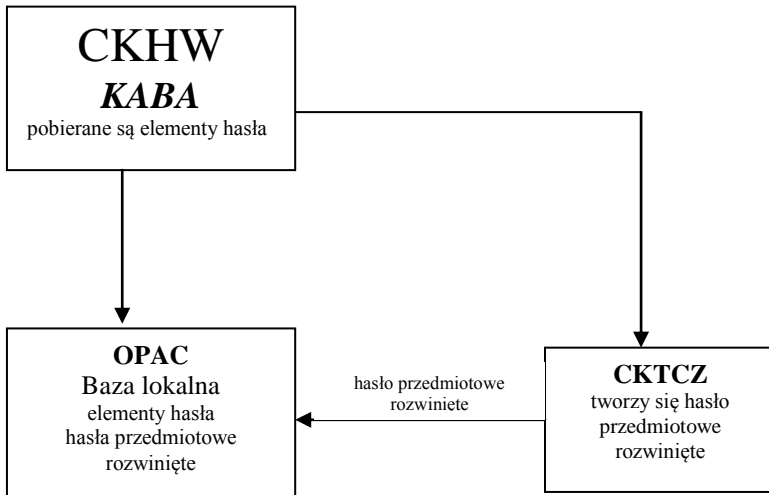 CKHW
KABA
pobierane są elementy hasła
OPAC
Baza lokalna
elementy hasła
hasła przedmiotowe
rozwinięte
hasło przedmiotowe
rozwiniete
CKTCZ
tworzy się hasło
przedmiotowe
rozwinięte